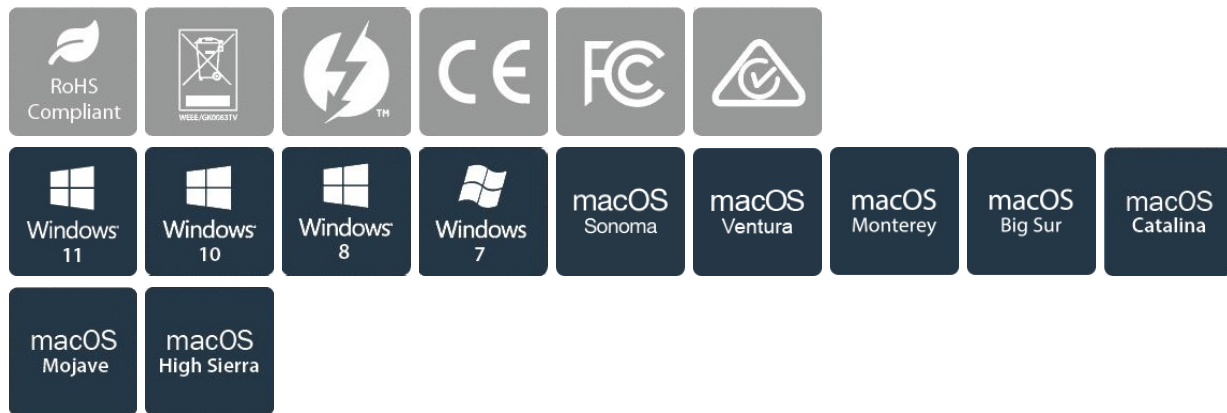 RoHS
Compliant
WEEE/GK0063TV
TM
CE
FC
Windows
11
Windows
10
Windows
8
Windows
7
macOS
Sonoma
macOS
Ventura
macOS
Monterey
macOS
Big Sur
macOS
Catalina
macOS
Mojave
macOS
High Sierra